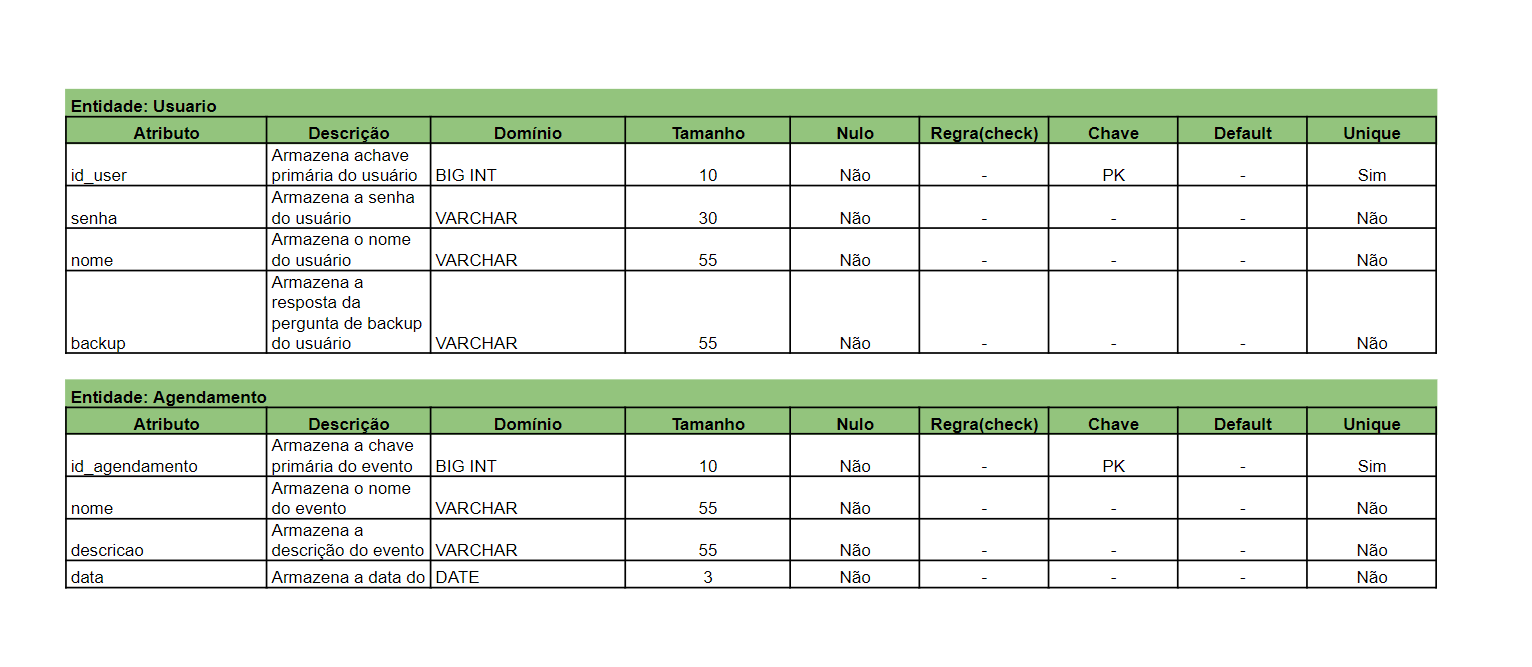 Entidade: Usuario
Atributo Descrição Domínio Tamanho Nulo Regra(check) Chave Default Unique
Armazena achave
id_user primária do usuário BIG INT 10 Não - PK - Sim
Armazena a senha
senha do usuário VARCHAR 30 Não - - - Não
Armazena o nome
nome do usuário VARCHAR 55 Não - - - Não
Armazena a
resposta da
pergunta de backup
backup do usuário VARCHAR 55 Não - - - Não
Entidade: Agendamento
Atributo Descrição Domínio Tamanho Nulo Regra(check) Chave Default Unique
Armazena a chave
id_agendamento primária do evento BIG INT 10 Não - PK - Sim
Armazena o nome
nome do evento VARCHAR 55 Não - - - Não
Armazena a
descricao descrição do evento VARCHAR 55 Não - - - Não
data Armazena a data do DATE 3 Não - - - Não